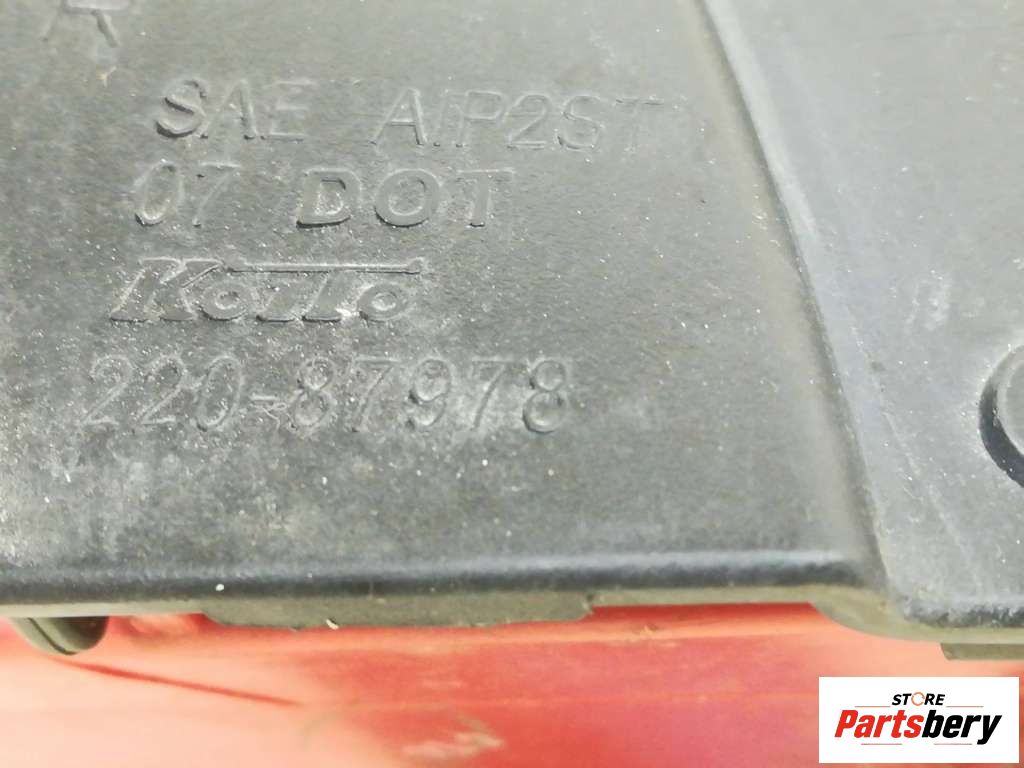 R
SAE AIP2ST
07 DOT
Koito
220-87978
STORE
Partsbery